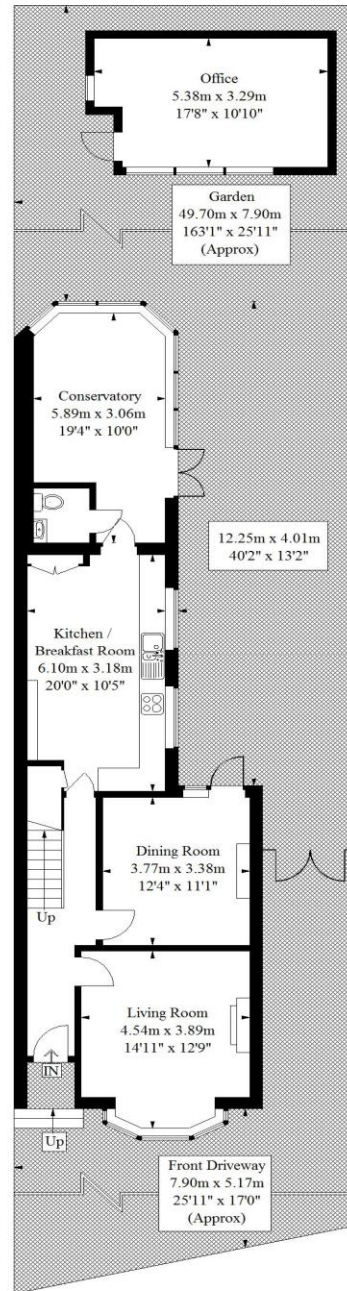 Office
5.38m x 3.29m
17'8" x 10'10"
Garden
49.70m x 7.90m
163'1" x 25'11"
(Approx)
Conservatory
5.89m x 3.06m
19'4" x 10'0"
12.25m x 4.01m
40'2" x 13'2"
Kitchen /
Breakfast Room
6.10m x 3.18m
20'0" x 10'5"
Up
Dining Room
3.77m x 3.38m
12'4" x 11'1"
Living Room
4.54m x 3.89m
14'11" x 12'9"
IN
Up
Front Driveway
7.90m x 5.17m
25'11" x 17'0"
(Approx)